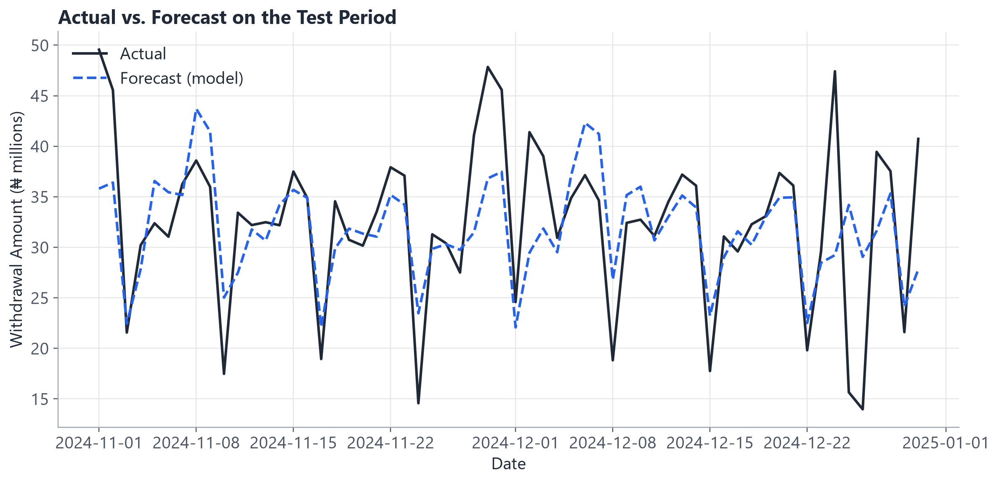 Actual vs. Forecast on the Test Period
Actual
Forecast (model)
Withdrawal Amount (₦ millions)
50
45
40
35
30
25
20
15
2024-11-01 2024-11-08 2024-11-15 2024-11-22 2024-12-01 2024-12-08 2024-12-15 2024-12-22 2025-01-01
Date